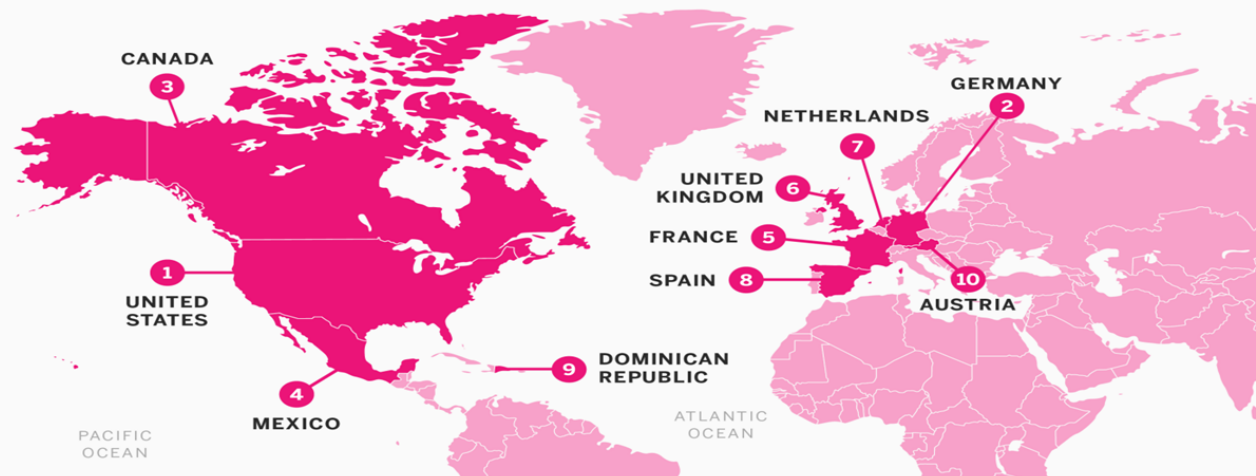 CANADA
3
GERMANY
2
NETHERLANDS
7
UNITED
KINGDOM
6
FRANCE
5
SPAIN
8
10
AUSTRIA
1
UNITED
STATES
9
DOMINICAN
REPUBLIC
4
MEXICO
ATLANTIC
OCEAN
PACIFIC
OCEAN